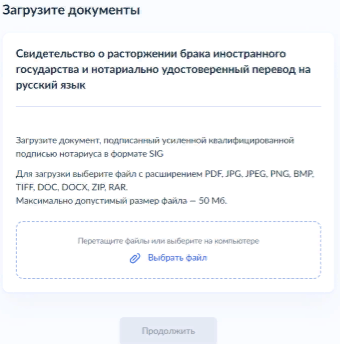 Загрузите документы
Свидетельство о расторжении брака иностранного
государства и нотариально удостоверенный перевод на
русский язык
Загрузите документ, подписанный усиленной квалифицированной
подписью нотариуса в формате SIG
Для загрузки выберите файл с расширением PDF, JPG, JPEG, PNG, BMP,
TIFF, DOC, DOCX, ZIP, RAR.
Максимально допустимый размер файла — 50 Мб.
Перетащите файлы или выберите на компьютере
Выбрать файл
Продолжить